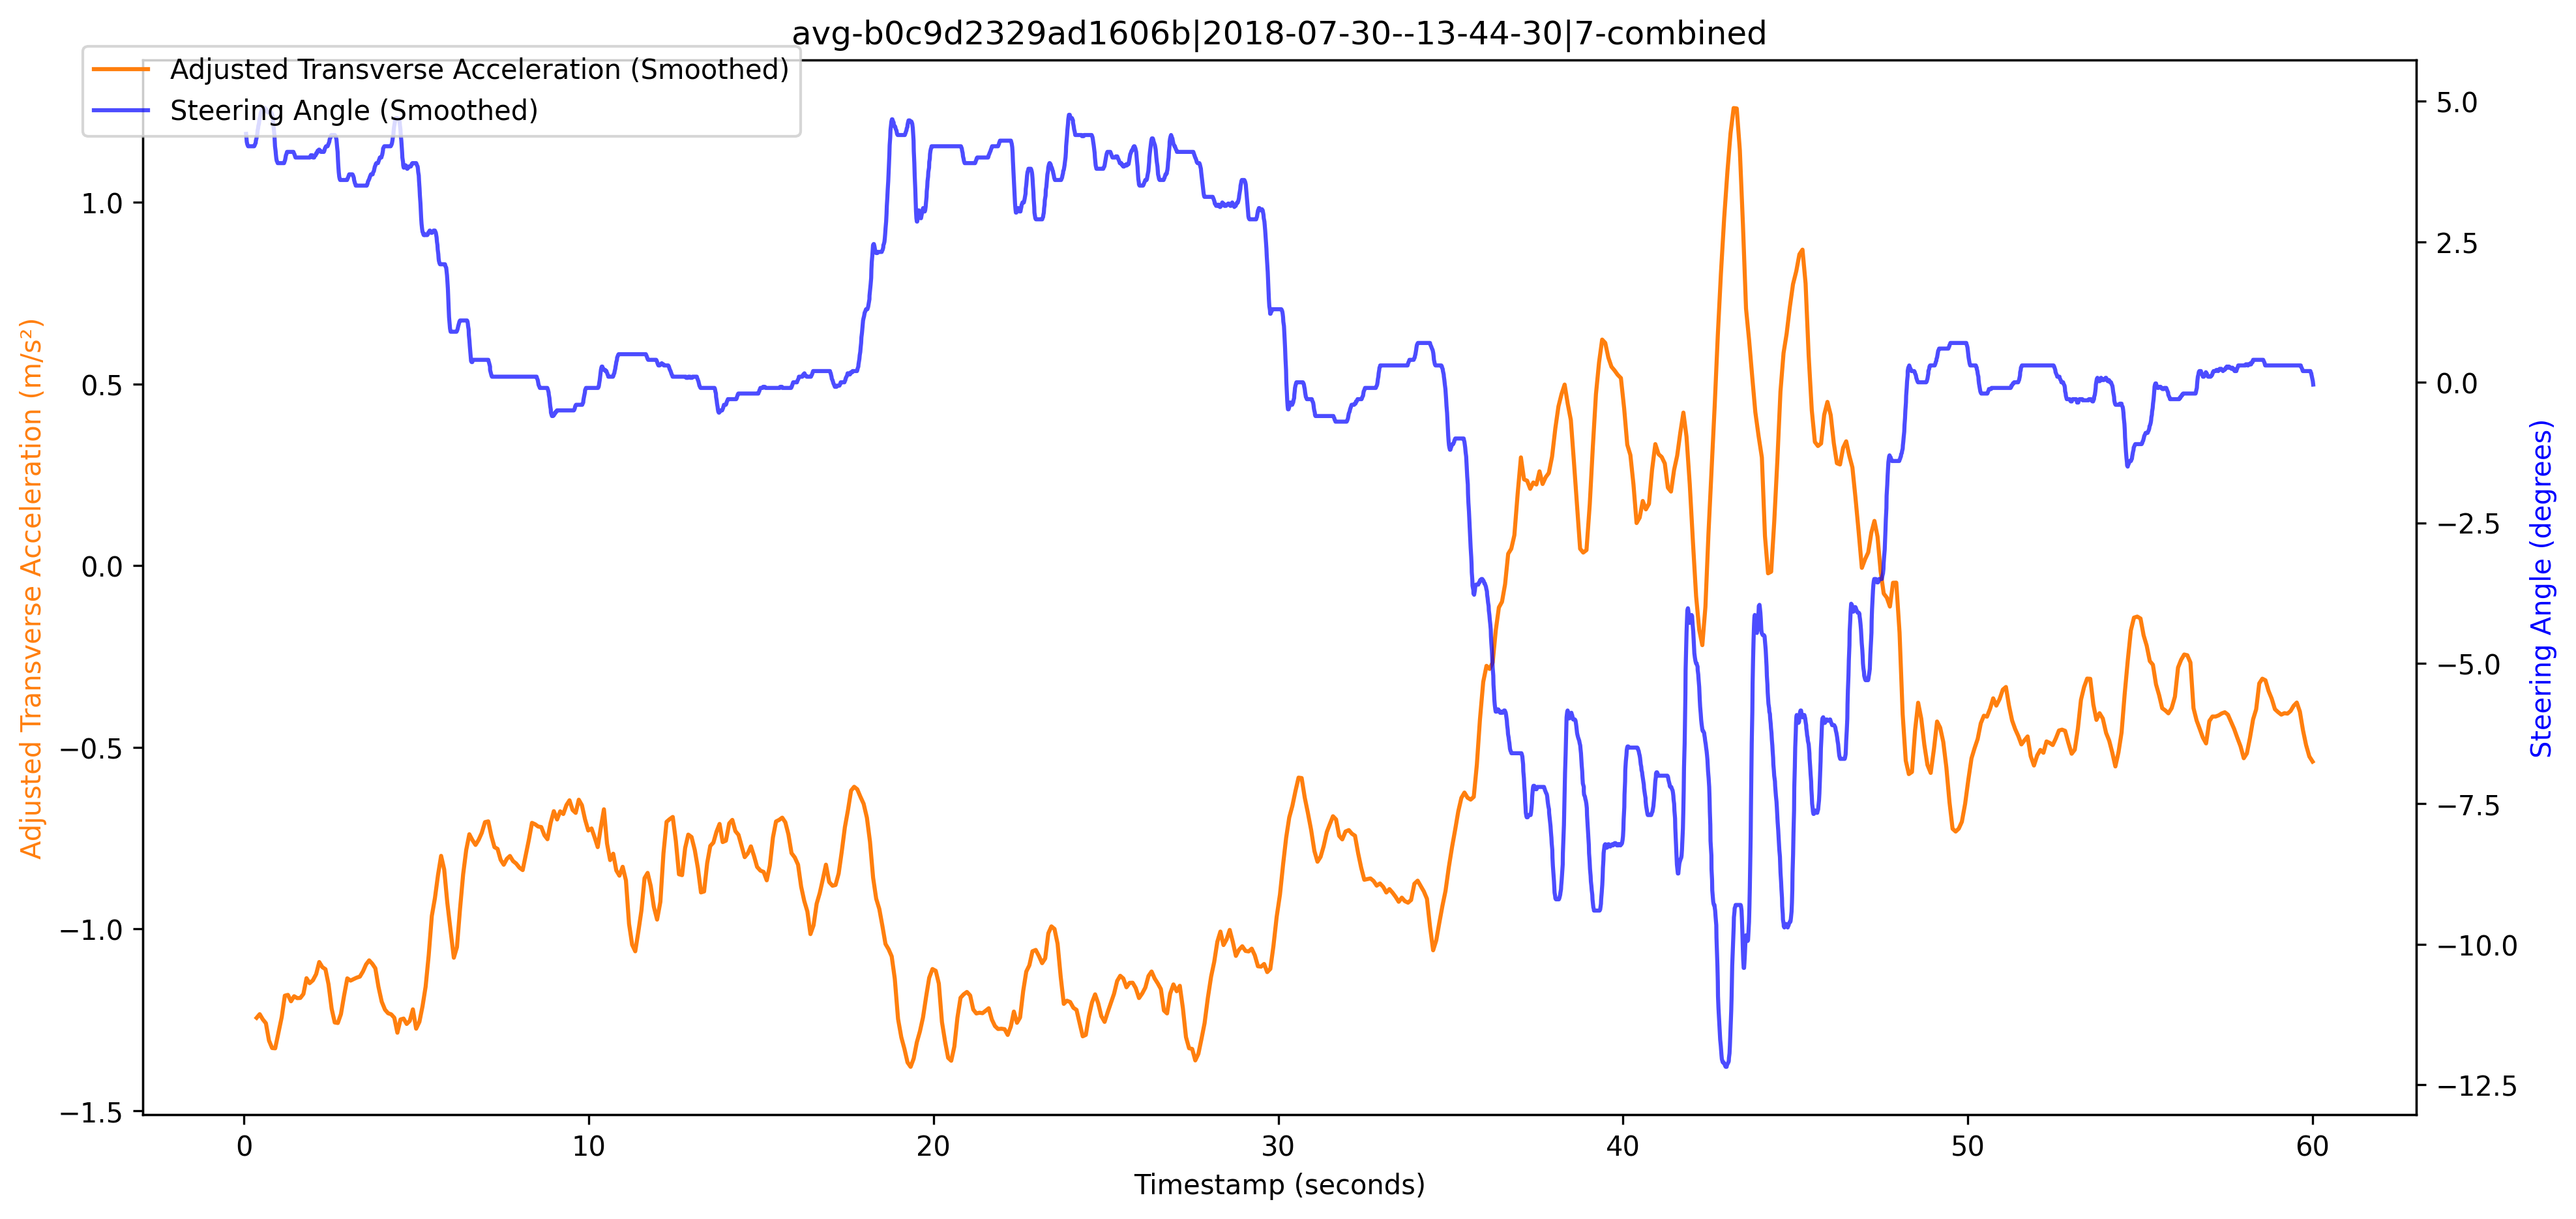 avg-b0c9d2329ad1606b|2018-07-30--13-44-30|7-combined
Adjusted Transverse Acceleration (Smoothed)
Steering Angle (Smoothed)
Adjusted Transverse Acceleration (m/s²)
1.0
0.5
0.0
−0.5
−1.0
−1.5
5.0
2.5
0.0
−2.5
−5.0
−7.5
−10.0
−12.5
Steering Angle (degrees)
0 10 20 30 40 50 60
Timestamp (seconds)